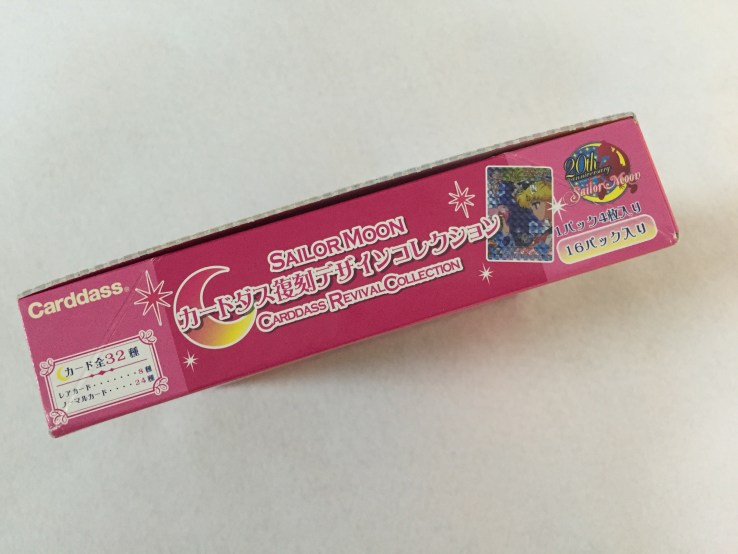 Carddass®
SAILOR MOON
カードダス復刻デザインコレクション
CARDDASS REVIVAL COLLECTION
20th
anniversary
Sailor Moon
1パック4枚入り
16パック入り
カード全32種
レアカード・・・・・・・8種
ノーマルカード・・・・24種